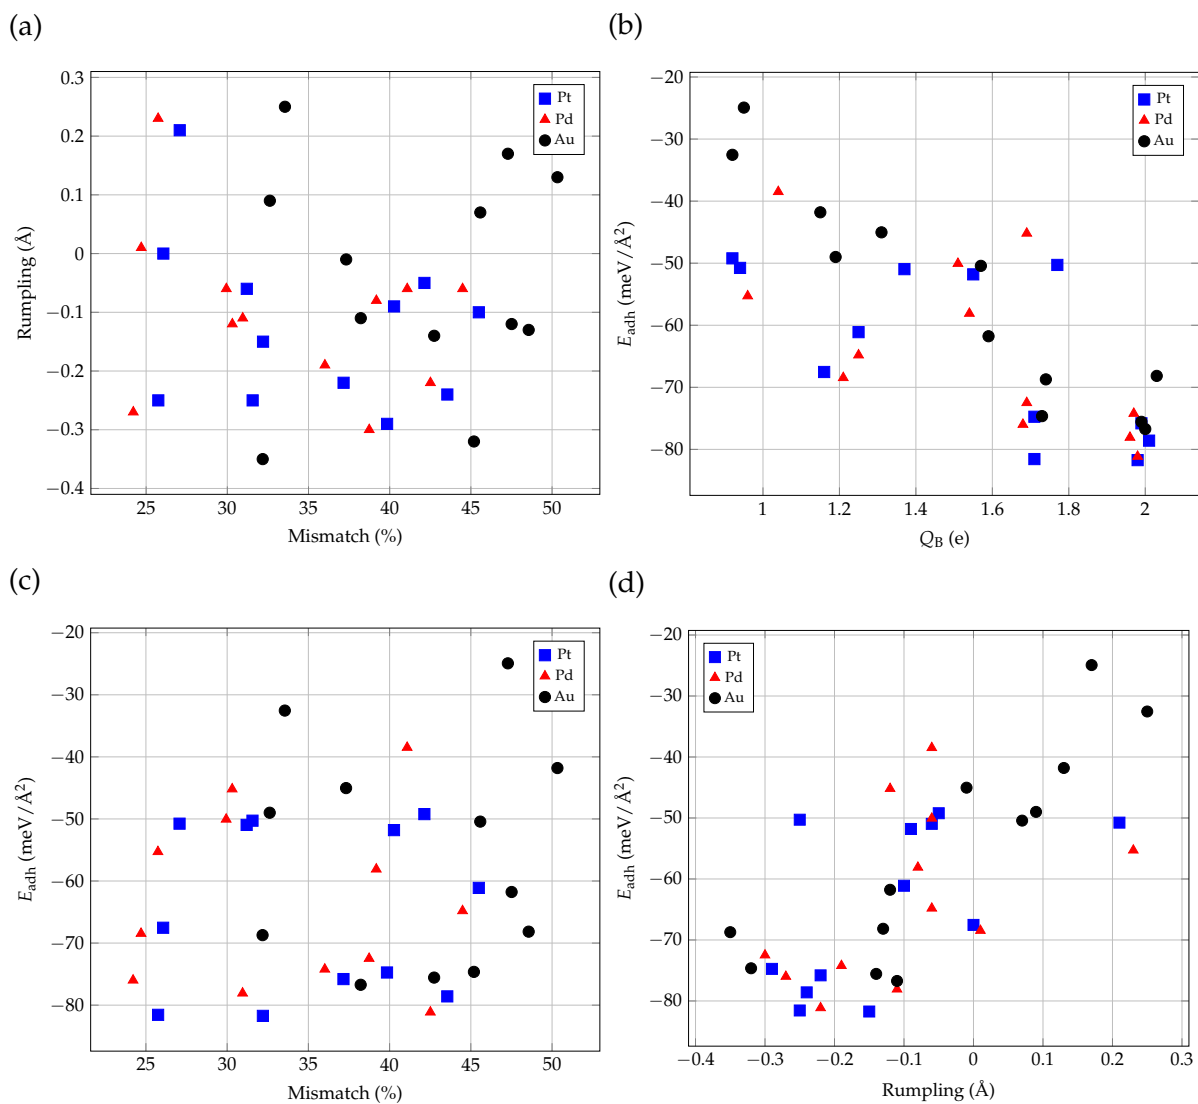 (a)
0.3
0.2
0.1
0
−0.1
−0.2
−0.3
−0.4
Rumpling (Å)
25 30 35 40 45 50
Mismatch (%)
Pt
Pd
Au
(b)
−20
−30
−40
−50
−60
−70
−80
E_adh (meV/Å²)
1 1.2 1.4 1.6 1.8 2
Q_B (e)
Pt
Pd
Au
(c)
−20
−30
−40
−50
−60
−70
−80
E_adh (meV/Å²)
25 30 35 40 45 50
Mismatch (%)
Pt
Pd
Au
(d)
−20
−30
−40
−50
−60
−70
−80
E_adh (meV/Å²)
−0.4 −0.3 −0.2 −0.1 0 0.1 0.2 0.3
Rumpling (Å)
Pt
Pd
Au